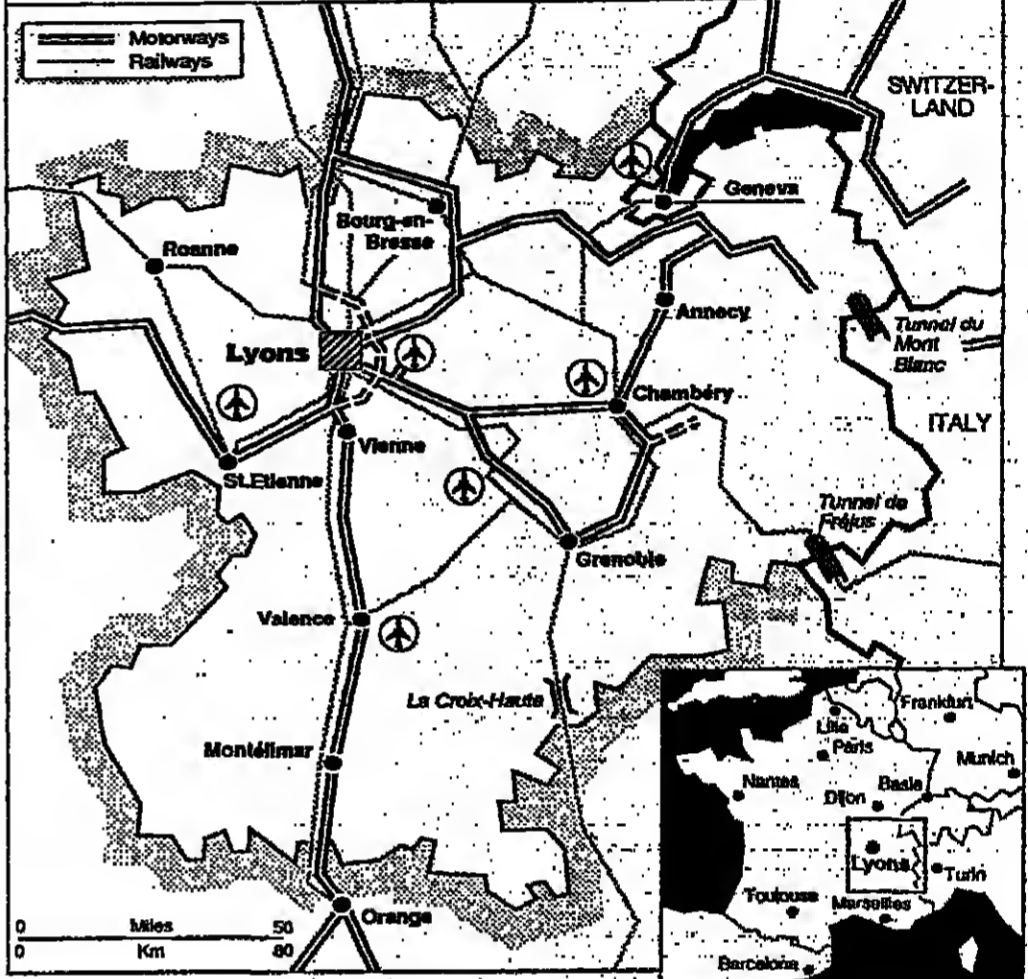 Motorways
Railways
SWITZER-
LAND
Geneva
Bourg-en-
Bresse
Roanne
Annecy
Tunnel du
Mont
Blanc
Lyons
Chambéry
ITALY
Vienne
St.Etienne
Tunnel de
Fréjus
Grenoble
Valence
La Croix-Haute
Montélimar
Orange
0 Miles 50
0 Km 80
Frankfurt
Lille
Paris
Munich
Nantes
Basle
Dijon
Lyons
Turin
Toulouse
Marseilles
Barcelona